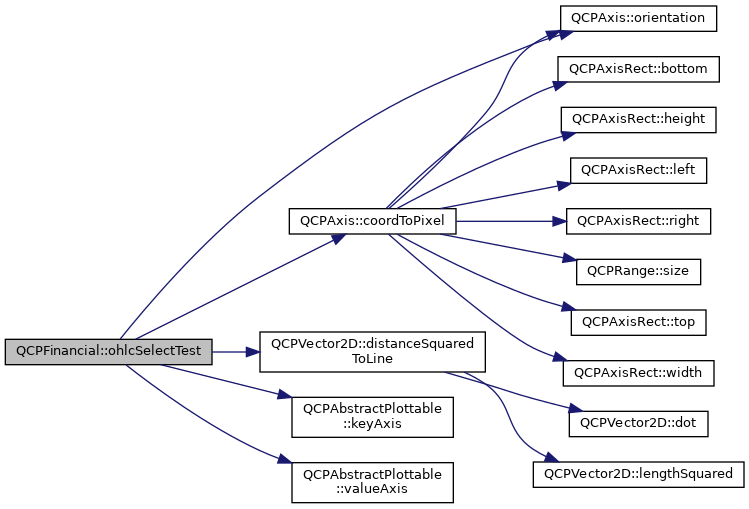 QCPFinancial::ohlcSelectTest
QCPAxis::coordToPixel
QCPAxis::orientation
QCPAxisRect::bottom
QCPAxisRect::height
QCPAxisRect::left
QCPAxisRect::right
QCPRange::size
QCPAxisRect::top
QCPAxisRect::width
QCPVector2D::distanceSquared
ToLine
QCPVector2D::dot
QCPVector2D::lengthSquared
QCPAbstractPlottable
::keyAxis
QCPAbstractPlottable
::valueAxis